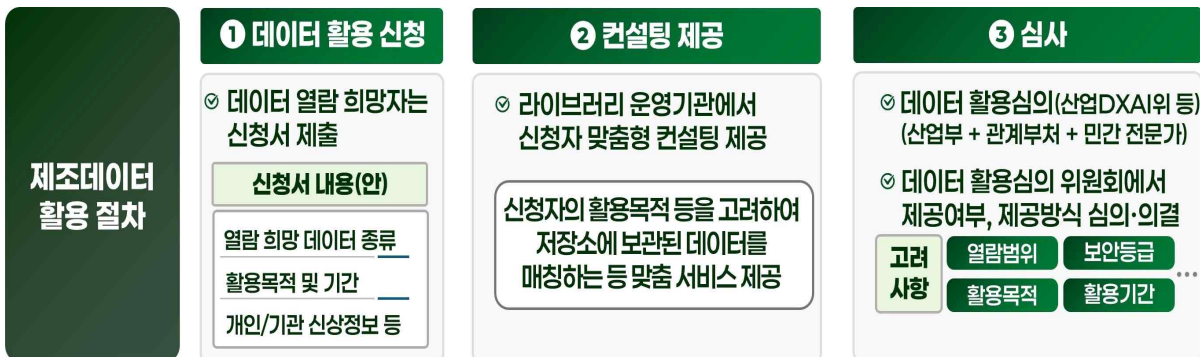 제조데이터
활용 절차
❶ 데이터 활용 신청
데이터 열람 희망자는
신청서 제출
신청서 내용(안)
열람 희망 데이터 종류
활용목적 및 기간
개인/기관 신상정보 등
❷ 컨설팅 제공
라이브러리 운영기관에서
신청자 맞춤형 컨설팅 제공
신청자의 활용목적 등을 고려하여
저장소에 보관된 데이터를
매칭하는 등 맞춤 서비스 제공
❸ 심사
데이터 활용심의(산업DXAI위 등)
(산업부 + 관계부처 + 민간 전문가)
데이터 활용심의 위원회에서
제공여부, 제공방식 심의·의결
고려
사항
열람범위 보안등급
활용목적 활용기간
...